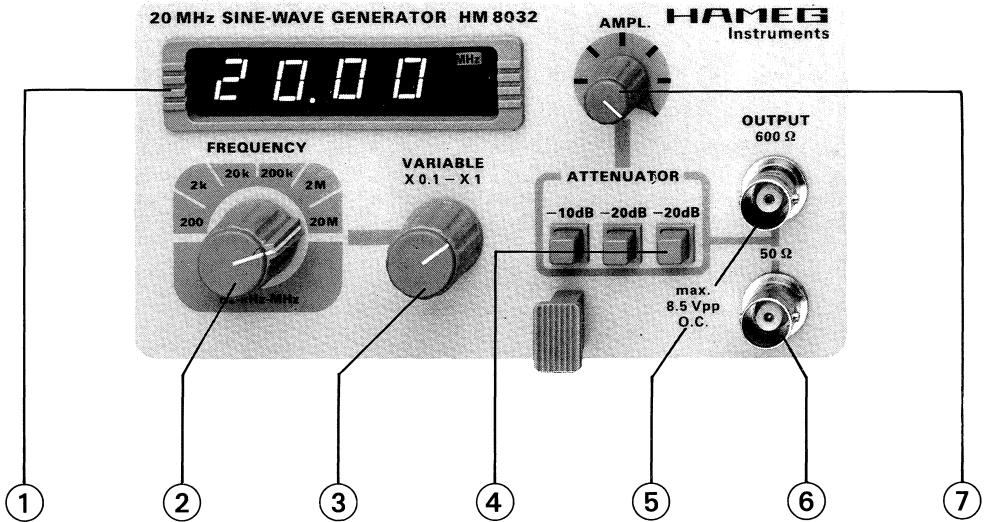 20 MHz SINE-WAVE GENERATOR HM 8032
HAMEG
Instruments
AMPL.
20.00
MHz
FREQUENCY
200
2k
20k
200k
2M
20M
VARIABLE
X 0.1 – X 1
ATTENUATOR
–10dB –20dB –20dB
OUTPUT
600 Ω
50 Ω
max.
8.5 Vpp
O.C.
1 2 3 4 5 6 7